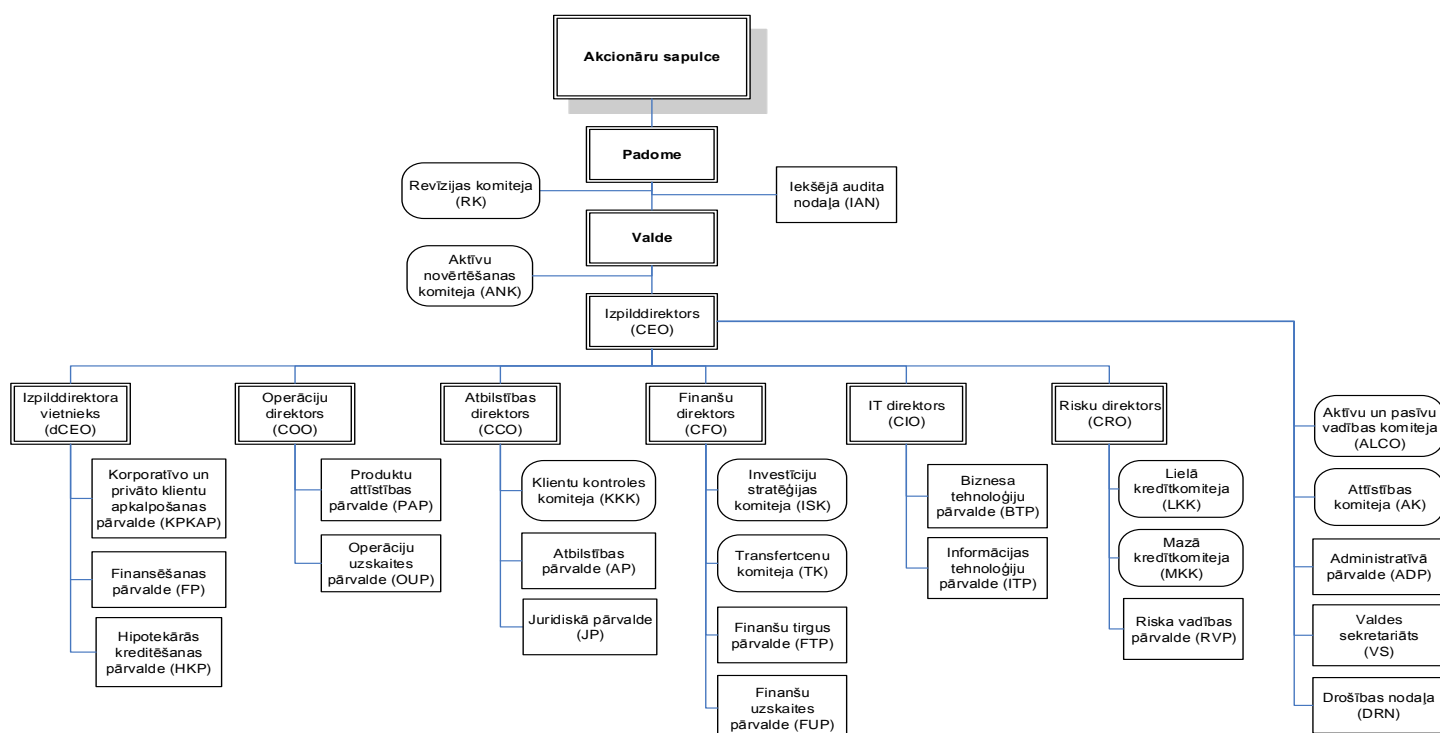 Akcionāru sapulce
Padome
Revīzijas komiteja
(RK)
Iekšējā audita
nodaļa (IAN)
Valde
Aktīvu
novērtēšanas
komiteja (ANK)
Izpilddirektors
(CEO)
Izpilddirektora
vietnieks
(dCEO)
Operāciju
direktors
(COO)
Atbilstības
direktors
(CCO)
Finanšu
direktors
(CFO)
IT direktors
(CIO)
Risku direktors
(CRO)
Aktīvu un pasīvu
vadības komiteja
(ALCO)
Korporatīvo un
privāto klientu
apkalpošanas
pārvalde (KPKAP)
Produktu
attīstības
pārvalde (PAP)
Klientu kontroles
komiteja (KKK)
Investīciju
stratēģijas
komiteja (ISK)
Biznesa
tehnoloģiju
pārvalde (BTP)
Lielā
kredītkomiteja
(LKK)
Attīstības
komiteja (AK)
Finansēšanas
pārvalde (FP)
Operāciju
uzskaites
pārvalde (OUP)
Atbilstības
pārvalde (AP)
Transfertcenu
komiteja (TK)
Informācijas
tehnoloģiju
pārvalde (ITP)
Mazā
kredītkomiteja
(MKK)
Administratīvā
pārvalde (ADP)
Hipotekārās
kreditēšanas
pārvalde (HKP)
Juridiskā pārvalde
(JP)
Finanšu tirgus
pārvalde (FTP)
Riska vadības
pārvalde (RVP)
Valdes
sekretariāts
(VS)
Finanšu
uzskaites
pārvalde (FUP)
Drošības nodaļa
(DRN)